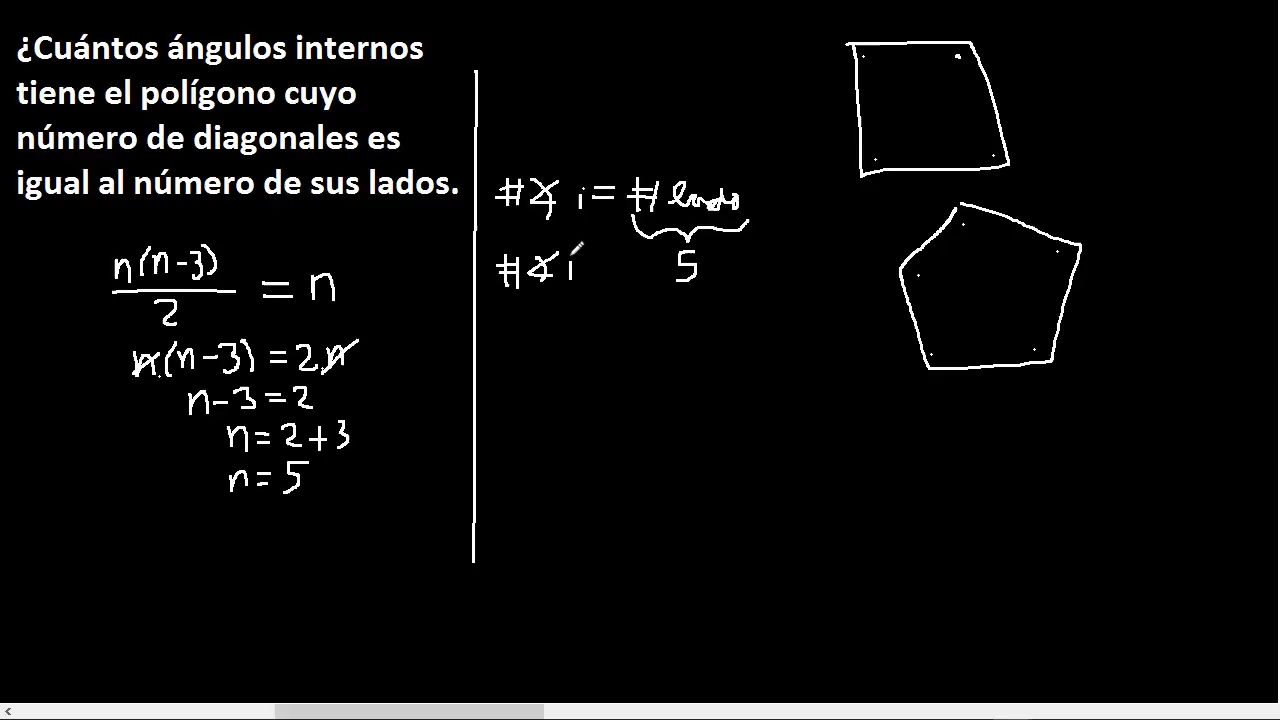 ¿Cuántos ángulos internos
tiene el polígono cuyo
número de diagonales es
igual al número de sus lados.
n(n-3)/2 = n
n.(n-3) = 2.n
n-3=2
n=2+3
n=5
#∡ i = # lados
5
#∡ i